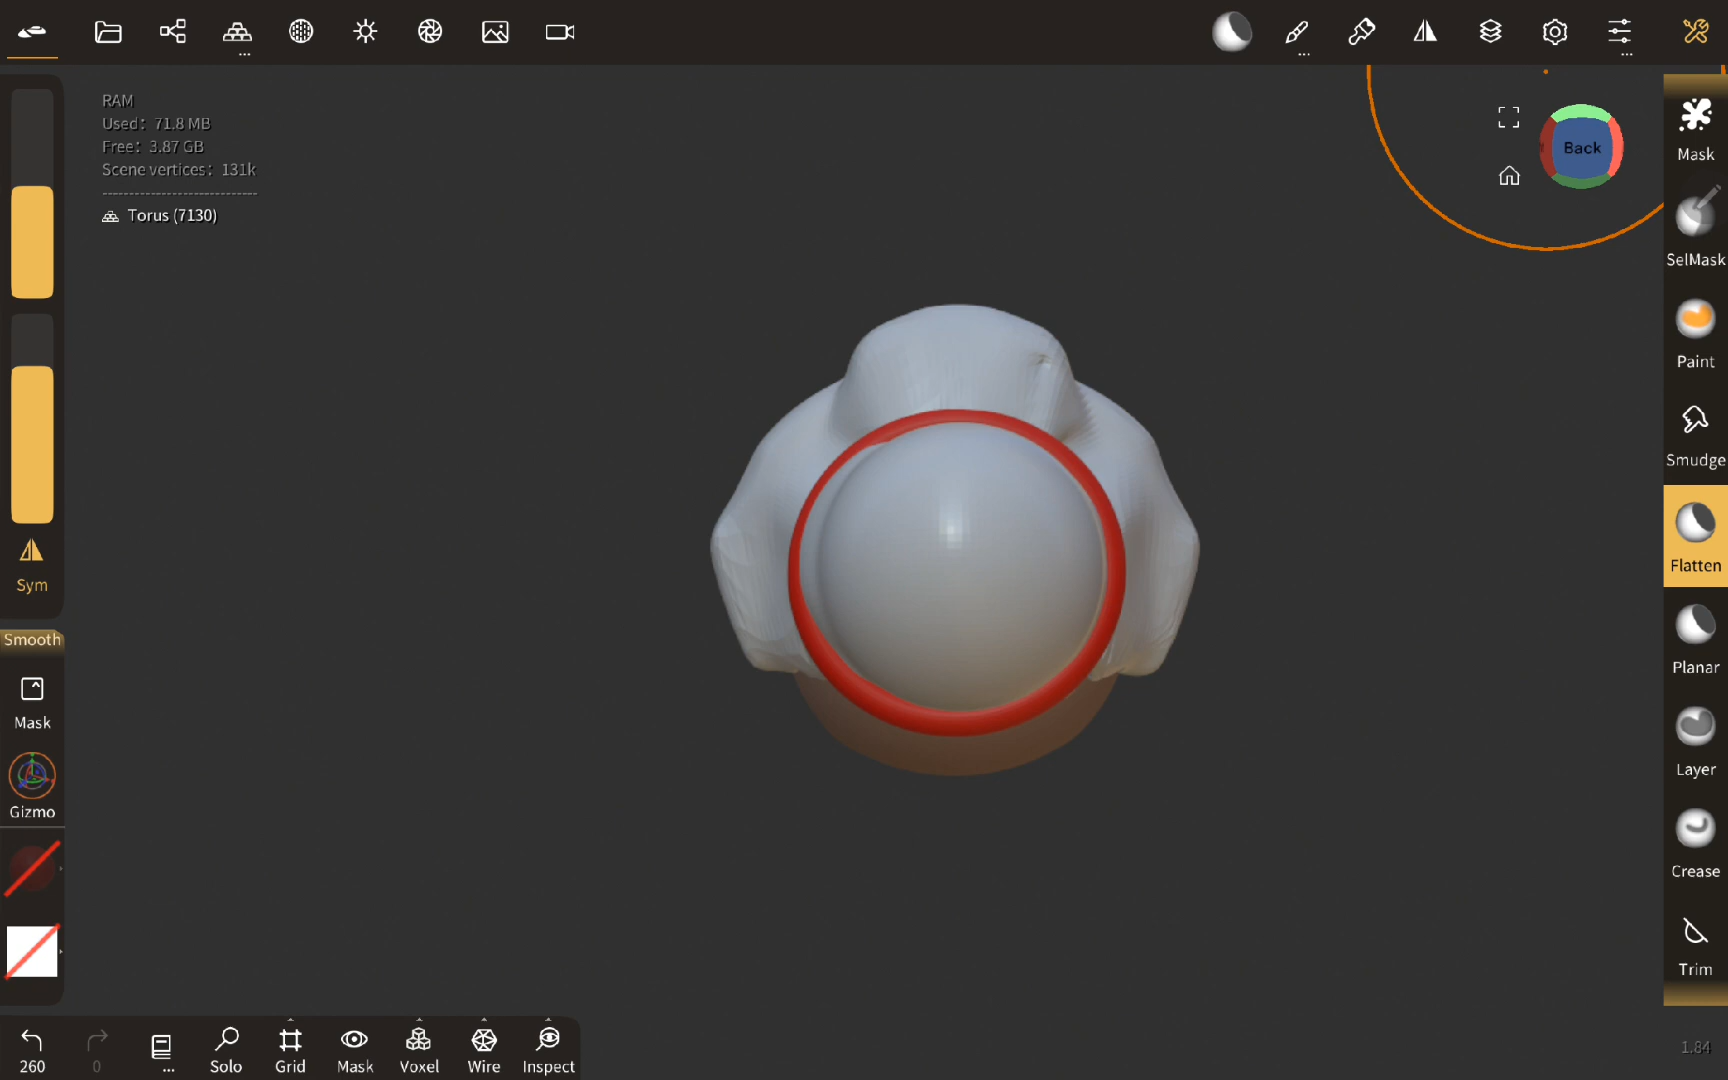 RAM
Used: 71.8 MB
Free: 3.87 GB
Scene vertices: 131k
------------------------------
Torus (7130)
Back
Sym
Smooth
Mask
Gizmo
Mask
SelMask
Paint
Smudge
Flatten
Planar
Layer
Crease
Trim
260
0
...
Solo
Grid
Mask
Voxel
Wire
Inspect
1.84